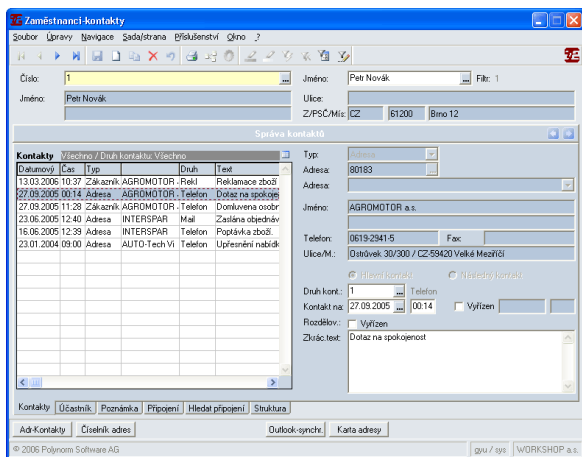 Zaměstnanci-kontakty
Soubor Úpravy Navigace Sada/strana Příslušenství Okno ?
Číslo: 1 ... Jméno: Petr Novák ... Filtr: 1
Jméno: Petr Novák Ulice:
Z/PSČ/Mís: CZ 61200 Brno 12
Správa kontaktů
Kontakty Všechno / Druh kontaktu: Všechno
Datumový Čas Typ Druh Text
13.03.2006 10:37 Zákazník AGROMOTOR Rekl Reklamace zboží
27.09.2005 00:14 Adresa AGROMOTOR Telefon Dotaz na spokoje
27.09.2005 11:28 Zákazník AGROMOTOR Telefon Domluvena osobr
23.06.2005 12:40 Adresa INTERSPAR Mail Zaslána objednáv
16.06.2005 12:39 Adresa INTERSPAR Telefon Poptávka zboží.
23.01.2004 09:00 Adresa AUTO-Tech Vi Telefon Upřesnění nabídk
Typ: Adresa
Adresa: 80183 ...
Adresa:
Jméno: AGROMOTOR a.s.
Telefon: 0619-2941-5 Fax:
Ulice/M.: Ostrůvek 30/300 / CZ-59420 Velké Meziříčí
Hlavní kontakt Následný kontakt
Druh kont.: 1 ... Telefon
Kontakt na: 27.09.2005 ... 00:14 Vyřízen
Rozdělov.: Vyřízen
Zkrác.text: Dotaz na spokojenost
Kontakty Účastník Poznámka Připojení Hledat připojení Struktura
Adr-Kontakty Číselník adres Outlook-synchr. Karta adresy
© 2006 Polynorm Software AG gyu / sys WORKSHOP a.s.